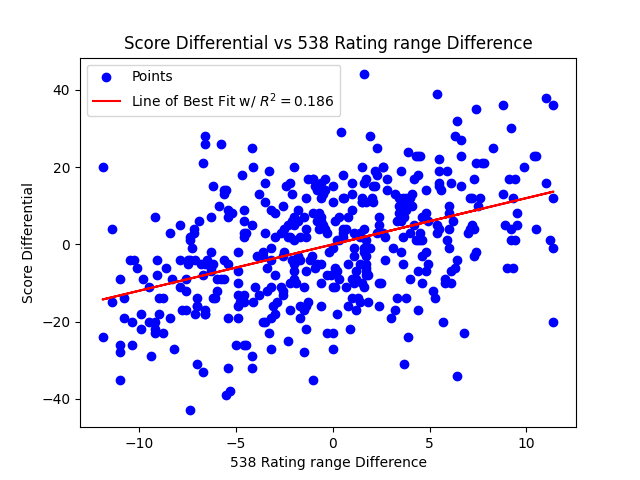 Score Differential vs 538 Rating range Difference
Points
Line of Best Fit w/ R² = 0.186
40
20
0
−20
−40
Score Differential
−10
−5
0
5
10
538 Rating range Difference